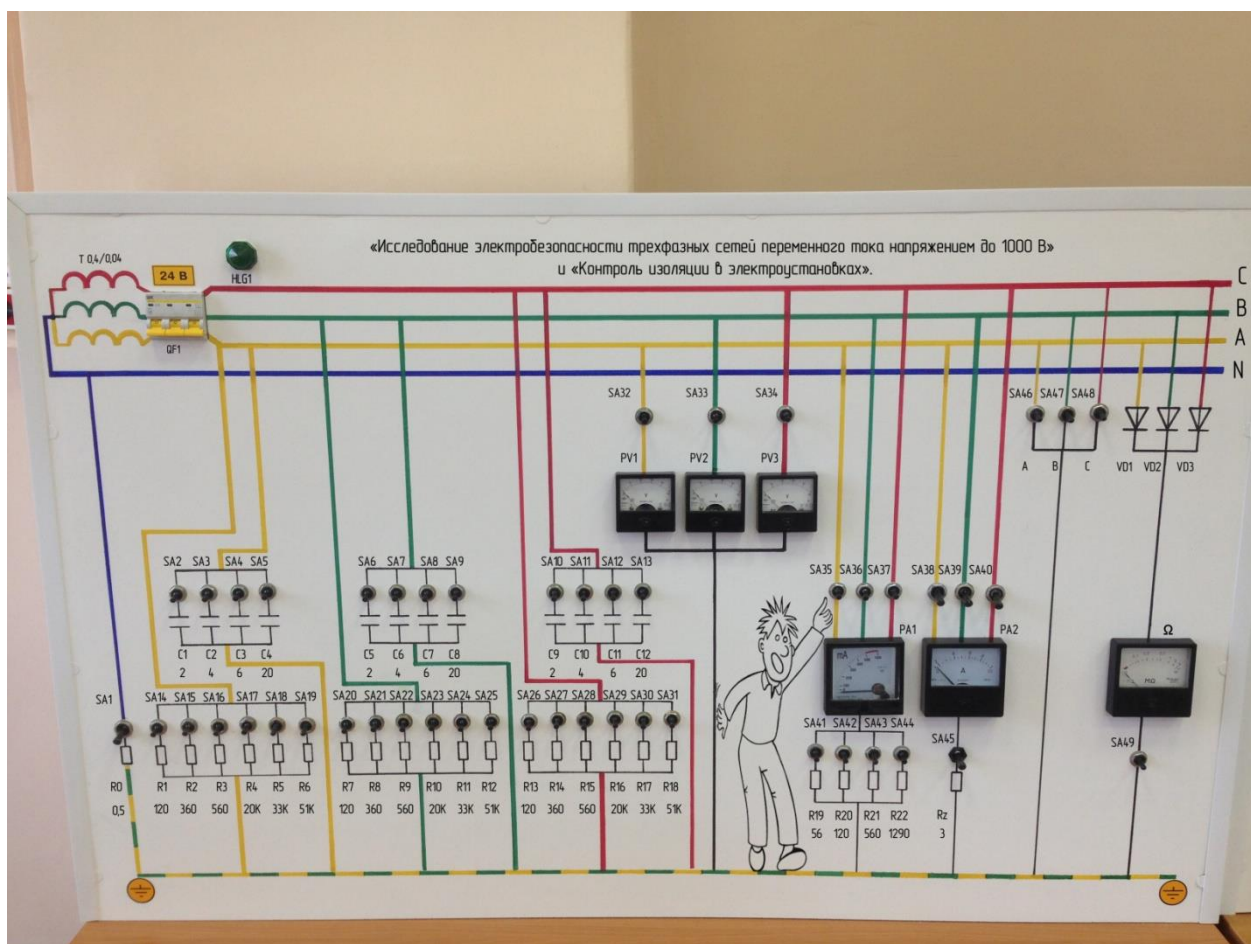 «Исследование электробезопасности трехфазных сетей переменного тока напряжением до 1000 В»
и «Контроль изоляции в электроустановках».
Т 0,4/0,04
24 В
HLG1
QF1
C
B
A
N
SA32 SA33 SA34
SA46 SA47 SA48
PV1 PV2 PV3
A B C
VD1 VD2 VD3
V V V
SA2 SA3 SA4 SA5
SA6 SA7 SA8 SA9
SA10 SA11 SA12 SA13
SA35 SA36 SA37 SA38 SA39 SA40
C1 C2 C3 C4
2 4 6 20
C5 C6 C7 C8
2 4 6 20
C9 C10 C11 C12
2 4 6 20
PA1 PA2
Ω
mA
A
MΩ
SA1
SA14 SA15 SA16 SA17 SA18 SA19
SA20 SA21 SA22 SA23 SA24 SA25
SA26 SA27 SA28 SA29 SA30 SA31
SA41 SA42 SA43 SA44
SA45
SA49
R0 R1 R2 R3 R4 R5 R6
0,5 120 360 560 20K 33K 51K
R7 R8 R9 R10 R11 R12
120 360 560 20K 33K 51K
R13 R14 R15 R16 R17 R18
120 360 560 20K 33K 51K
R19 R20 R21 R22
56 120 560 1290
Rz
3